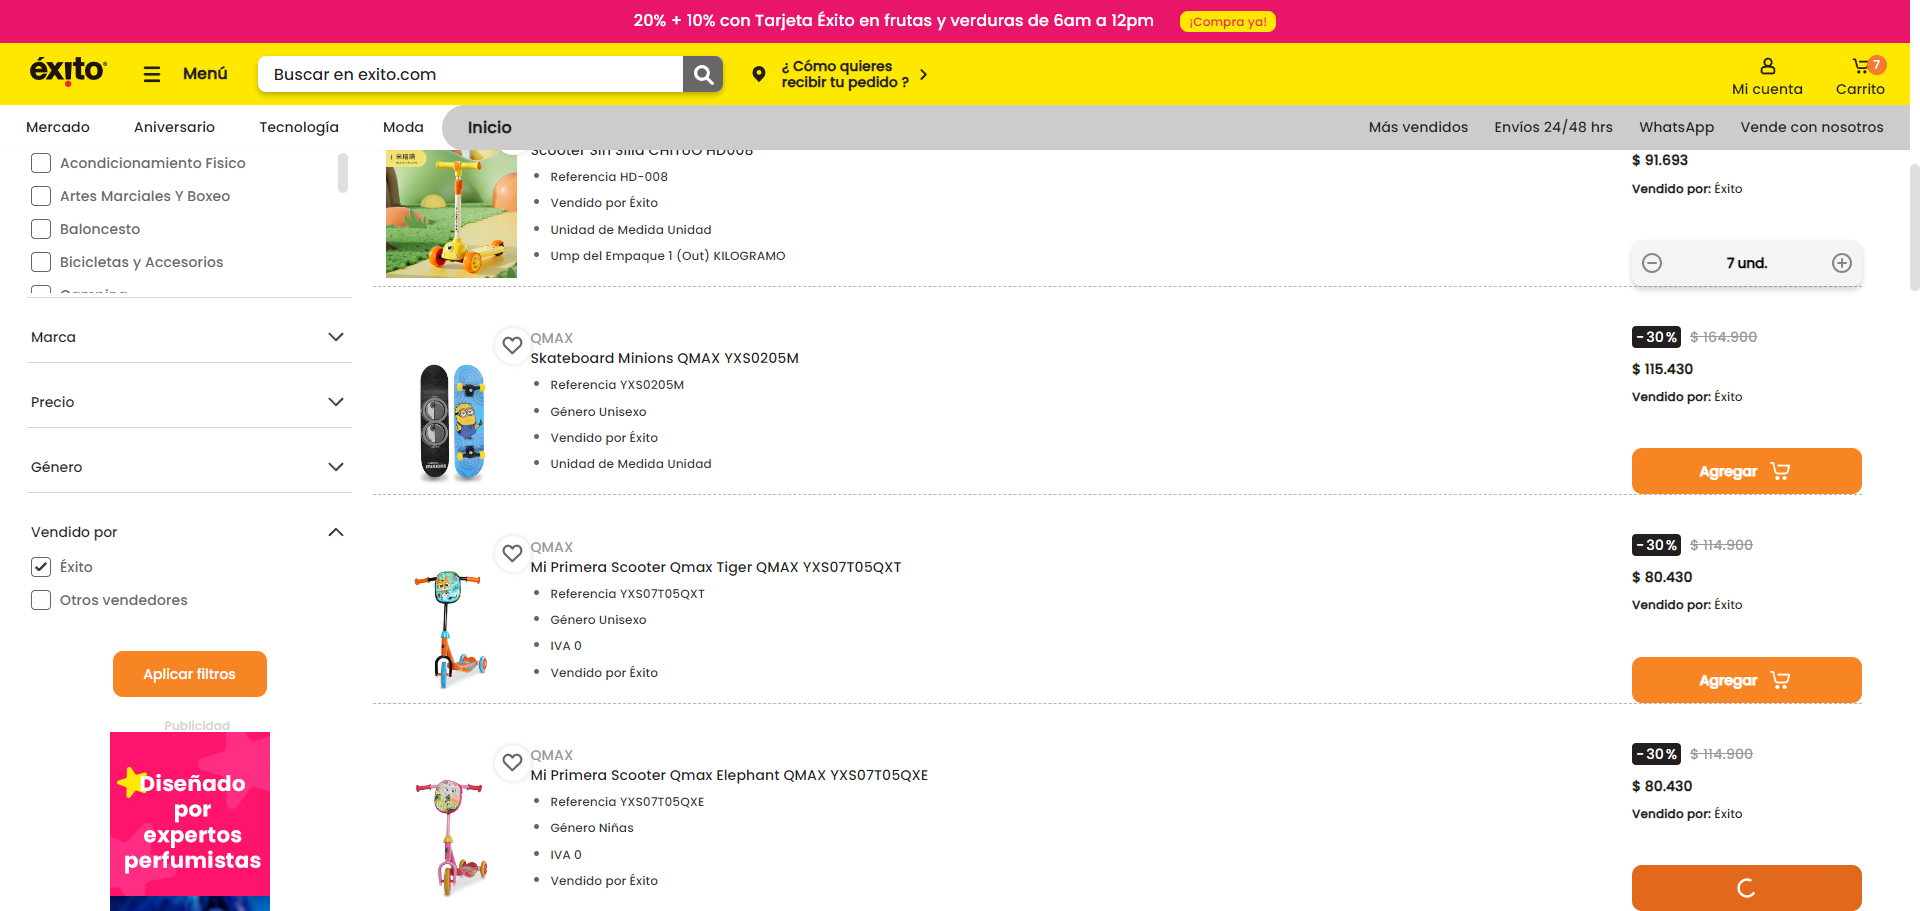 20% + 10% con Tarjeta Éxito en frutas y verduras de 6am a 12pm
¡Compra ya!
éxito
Menú
Buscar en exito.com
¿ Cómo quieres
recibir tu pedido ?
Mi cuenta
7
Carrito
Mercado
Aniversario
Tecnología
Moda
Inicio
Más vendidos
Envíos 24/48 hrs
WhatsApp
Vende con nosotros
Acondicionamiento Fisico
Artes Marciales Y Boxeo
Baloncesto
Bicicletas y Accesorios
Camping
Marca
Precio
Género
Vendido por
Éxito
Otros vendedores
Aplicar filtros
Publicidad
Diseñado
por
expertos
perfumistas
Scooter Sin Silla CHITUO HD008
Referencia HD-008
Vendido por Éxito
Unidad de Medida Unidad
Ump del Empaque 1 (Out) KILOGRAMO
$ 91.693
Vendido por: Éxito
7 und.
QMAX
Skateboard Minions QMAX YXS0205M
Referencia YXS0205M
Género Unisexo
Vendido por Éxito
Unidad de Medida Unidad
-30% $ 164.900
$ 115.430
Vendido por: Éxito
Agregar
QMAX
Mi Primera Scooter Qmax Tiger QMAX YXS07T05QXT
Referencia YXS07T05QXT
Género Unisexo
IVA 0
Vendido por Éxito
-30% $ 114.900
$ 80.430
Vendido por: Éxito
Agregar
QMAX
Mi Primera Scooter Qmax Elephant QMAX YXS07T05QXE
Referencia YXS07T05QXE
Género Niñas
IVA 0
Vendido por Éxito
-30% $ 114.900
$ 80.430
Vendido por: Éxito